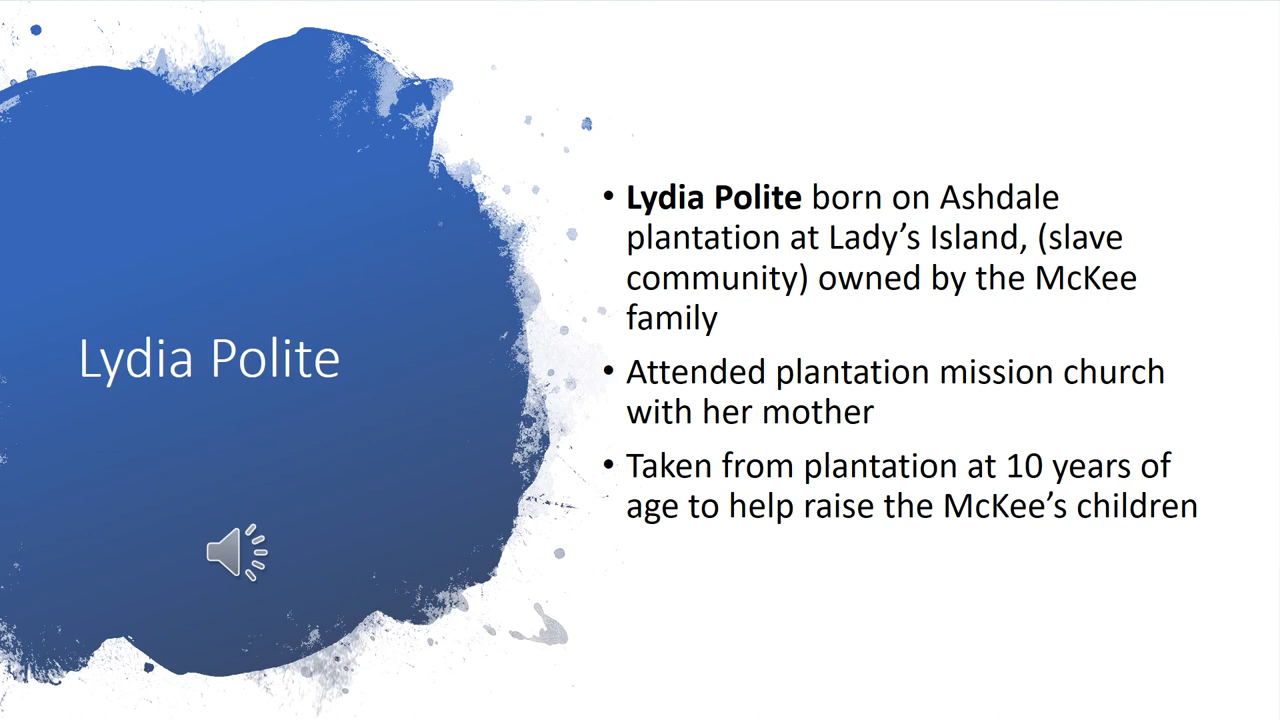 Lydia Polite
• Lydia Polite born on Ashdale
plantation at Lady’s Island, (slave
community) owned by the McKee
family
• Attended plantation mission church
with her mother
• Taken from plantation at 10 years of
age to help raise the McKee’s children